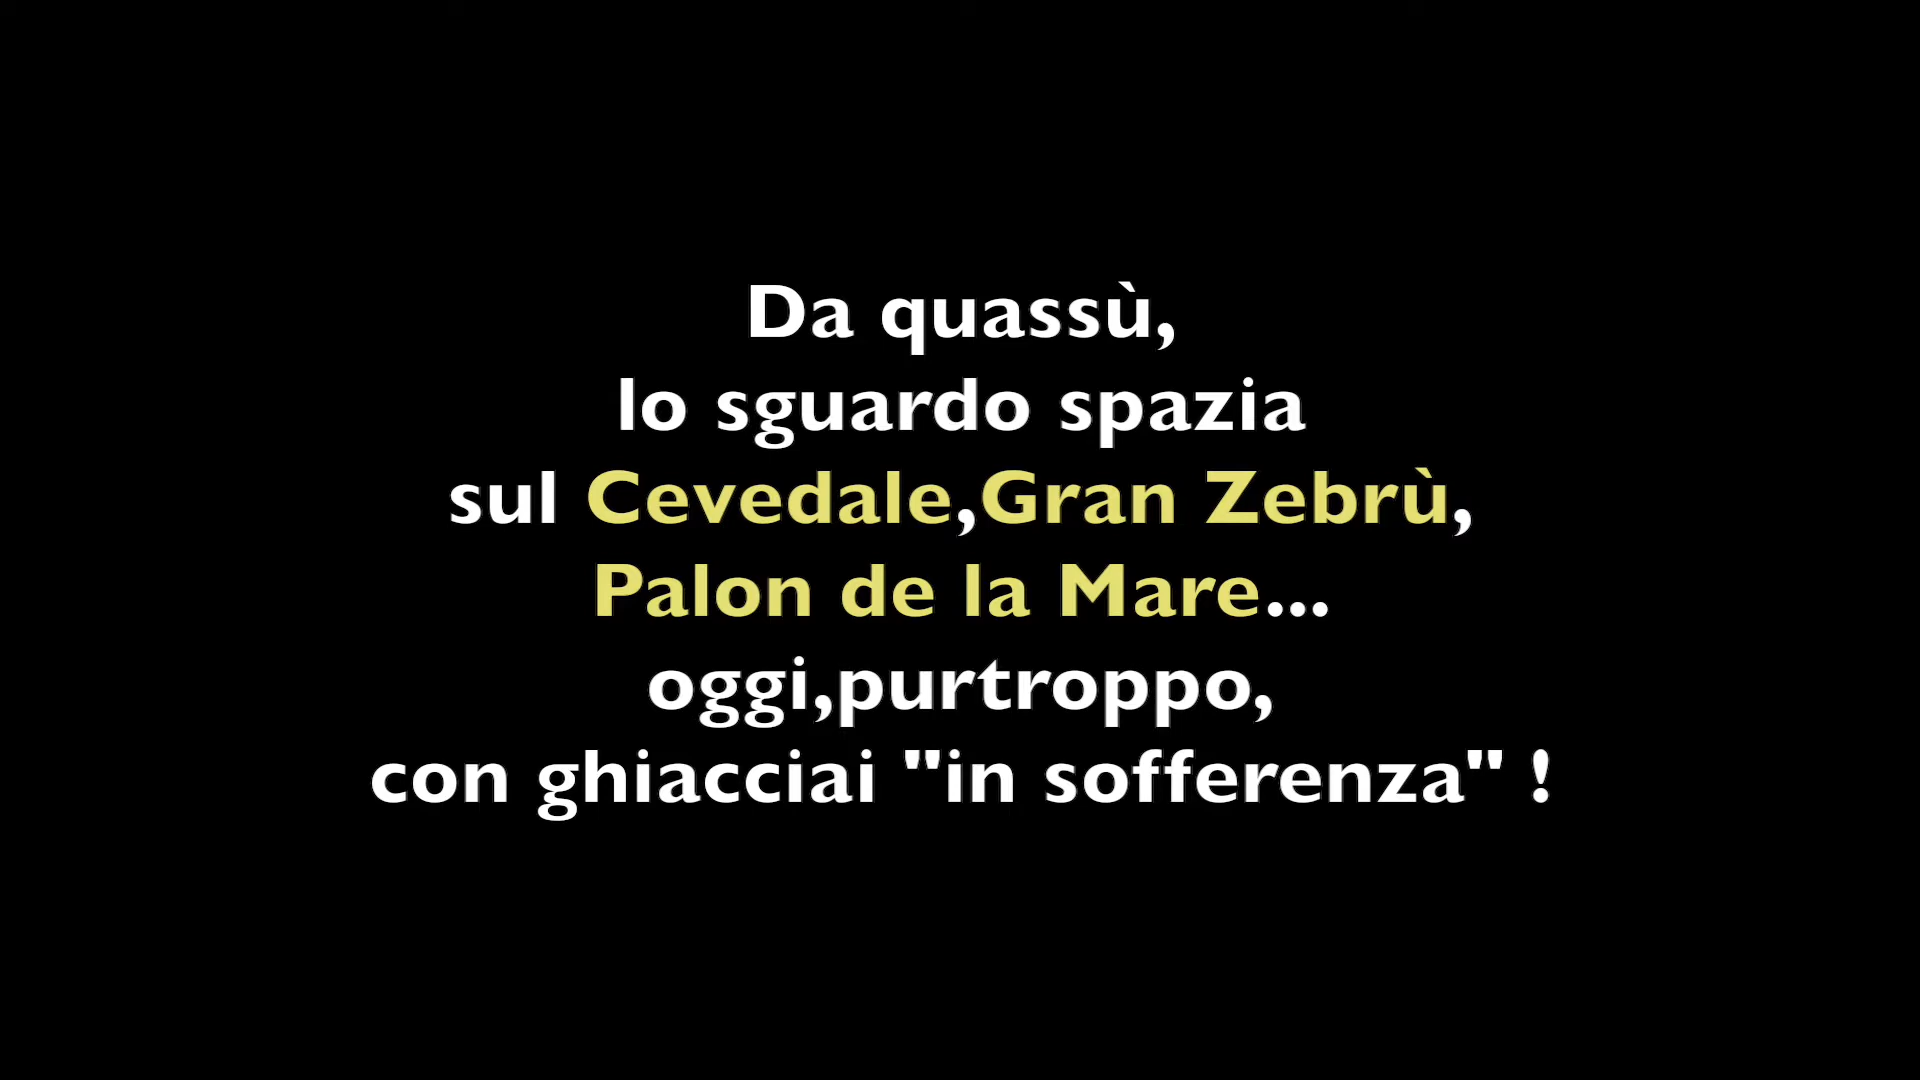 Da quassù,
lo sguardo spazia
sul Cevedale,Gran Zebrù,
Palon de la Mare...
oggi,purtroppo,
con ghiacciai "in sofferenza" !